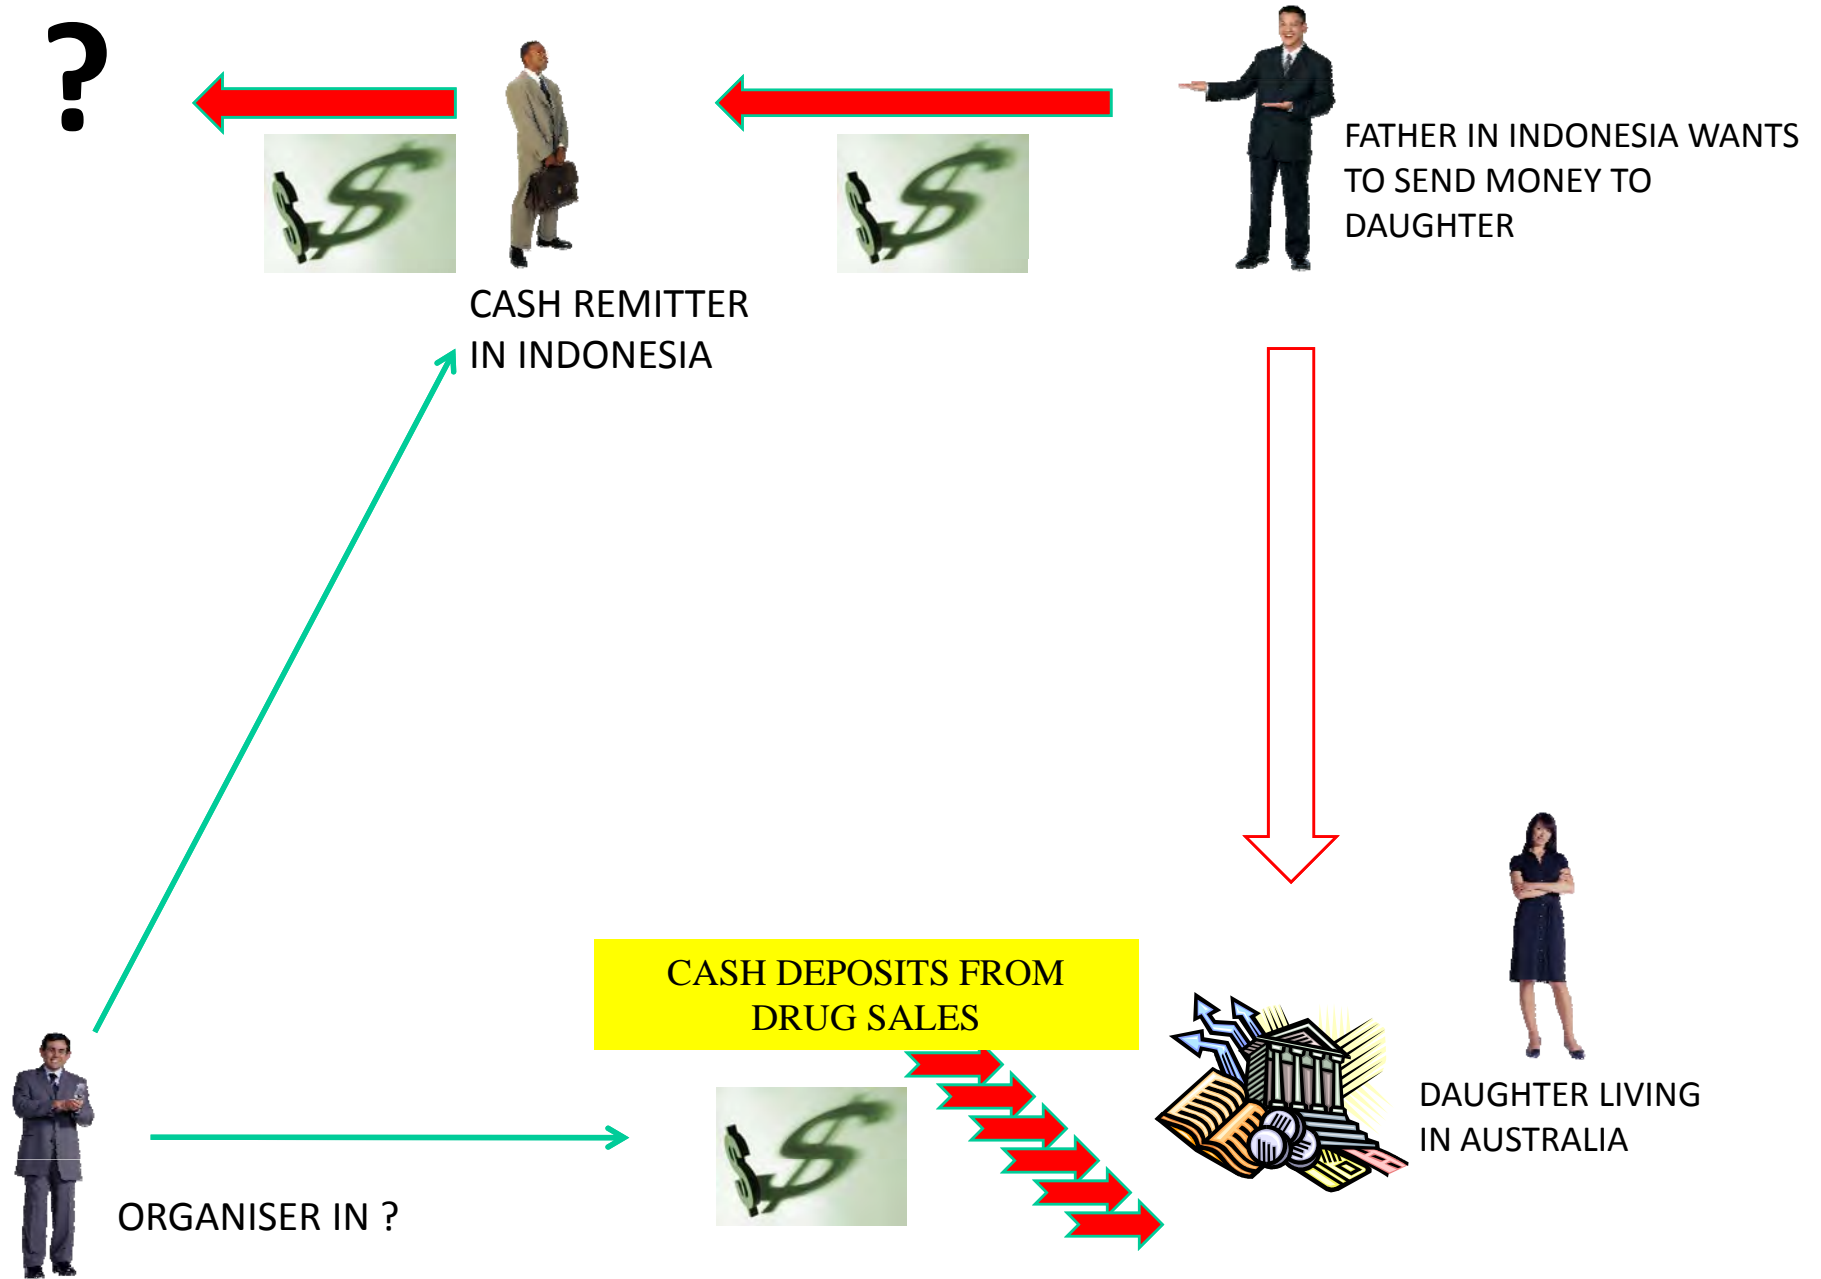 ?
FATHER IN INDONESIA WANTS
TO SEND MONEY TO
DAUGHTER
CASH REMITTER
IN INDONESIA
CASH DEPOSITS FROM
DRUG SALES
DAUGHTER LIVING
IN AUSTRALIA
ORGANISER IN ?